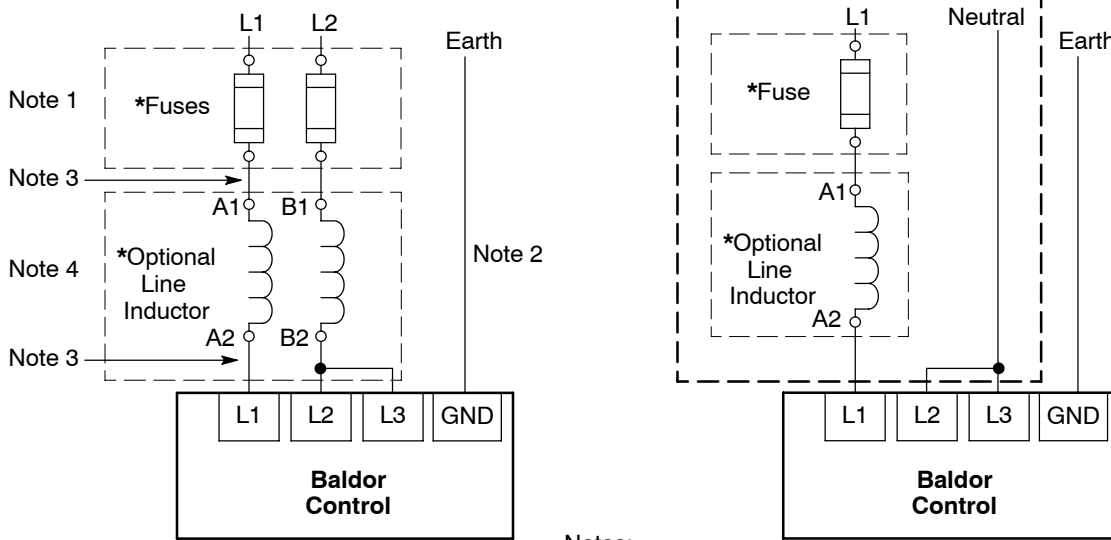 L1 L2
Earth
Note 1
*Fuses
Note 3
A1 B1
Note 4
*Optional
Line
Inductor
Note 2
A2 B2
Note 3
L1 L2 L3 GND
Baldor
Control
L1
Neutral
Earth
*Fuse
A1
*Optional
Line
Inductor
A2
L1 L2 L3 GND
Baldor
Control
Notes: